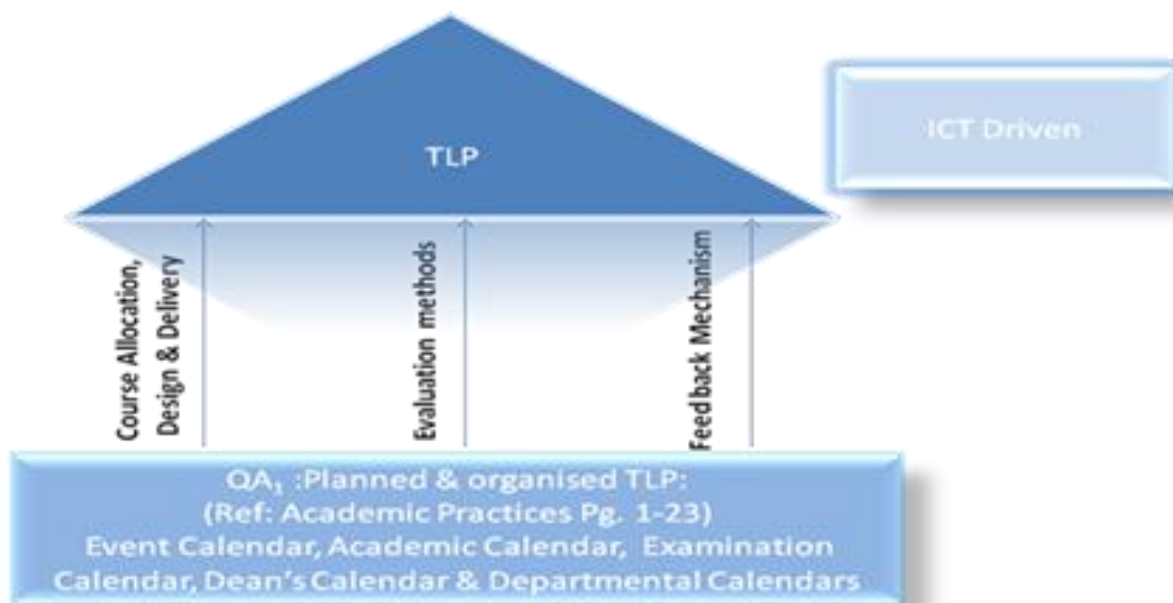 TLP
ICT Driven
Course Allocation,
Design & Delivery
Evaluation methods
Feedback Mechanism
QA₁ :Planned & organised TLP:
(Ref: Academic Practices Pg. 1-23)
Event Calendar, Academic Calendar, Examination
Calendar, Dean's Calendar & Departmental Calendars